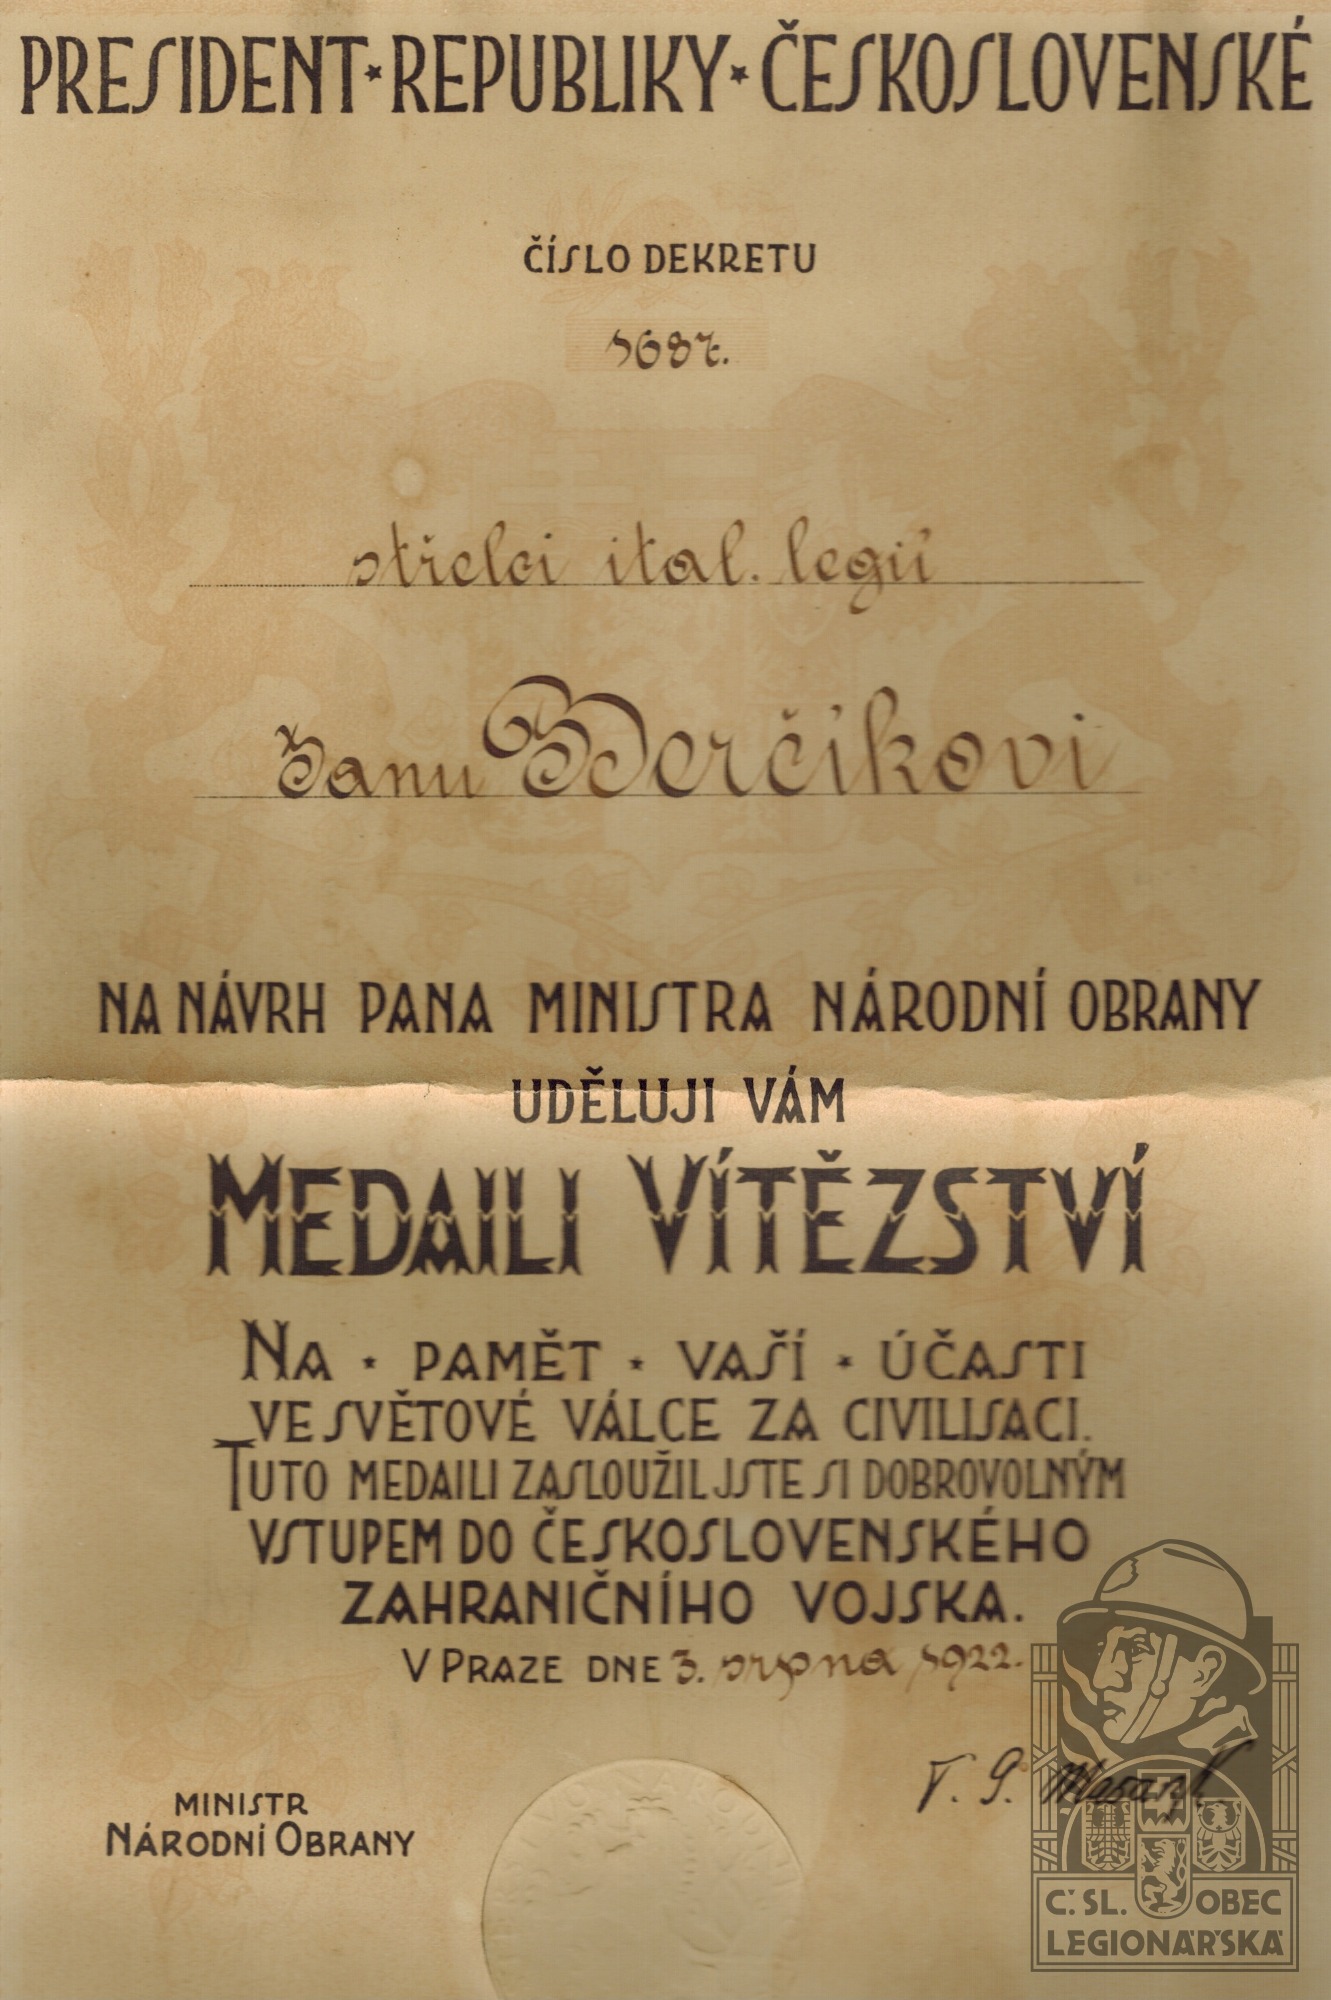 PRESIDENT ★ REPUBLIKY ★ ČESKOSLOVENSKÉ
ČÍSLO DEKRETU
1687.
střelci ital. legií
Janu Berčíkovi
NA NÁVRH PANA MINISTRA NÁRODNÍ OBRANY
UDĚLUJI VÁM
MEDAILI VÍTĚZSTVÍ
NA ★ PAMĚT ★ VAŠÍ ★ ÚČASTI
VE SVĚTOVÉ VÁLCE ZA CIVILISACI.
TUTO MEDAILI ZASLOUŽIL JSTE SI DOBROVOLNÝM
VSTUPEM DO ČESKOSLOVENSKÉHO
ZAHRANIČNÍHO VOJSKA.
V PRAZE DNE 3. srpna 1922.
T. G. Masaryk
MINISTR
NÁRODNÍ OBRANY
Č. SL. OBEC
LEGIONÁŘSKÁ